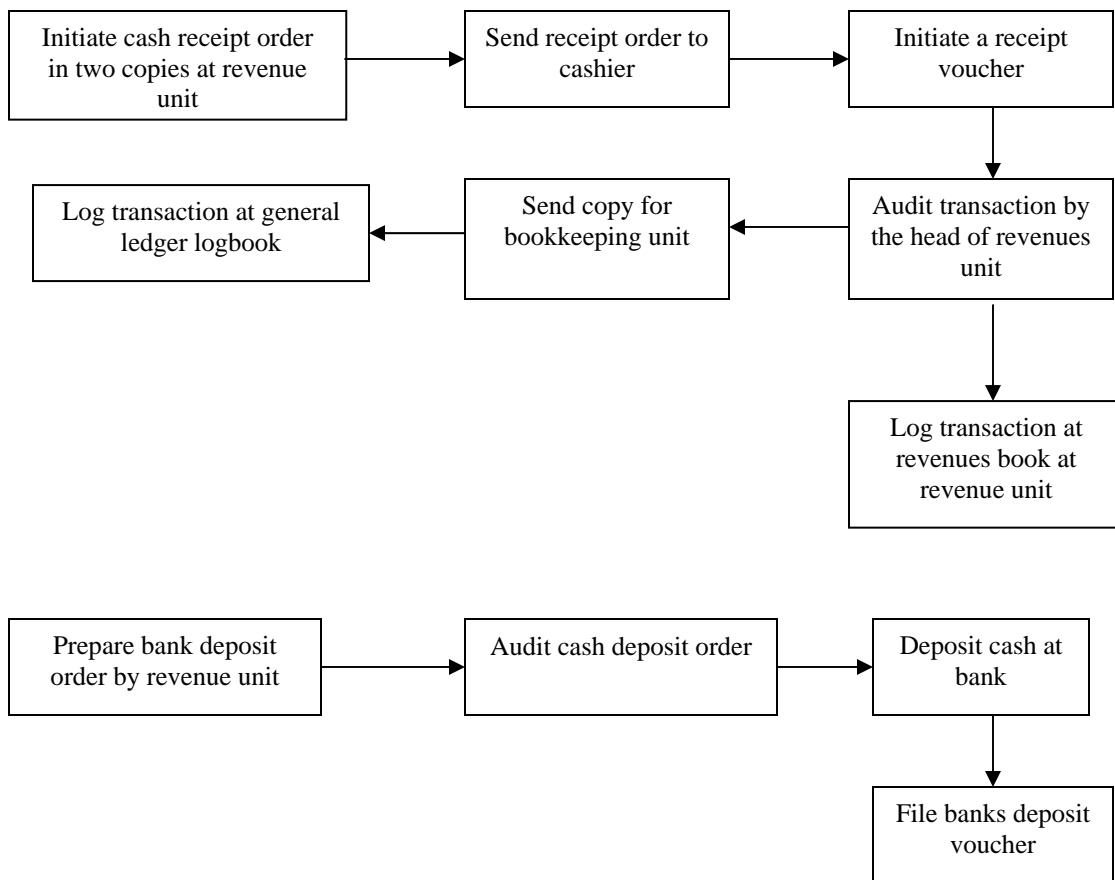 Initiate cash receipt order
in two copies at revenue
unit
Send receipt order to
cashier
Initiate a receipt
voucher
Audit transaction by
the head of revenues
unit
Send copy for
bookkeeping unit
Log transaction at general
ledger logbook
Log transaction at
revenues book at
revenue unit
Prepare bank deposit
order by revenue unit
Audit cash deposit order
Deposit cash at
bank
File banks deposit
voucher